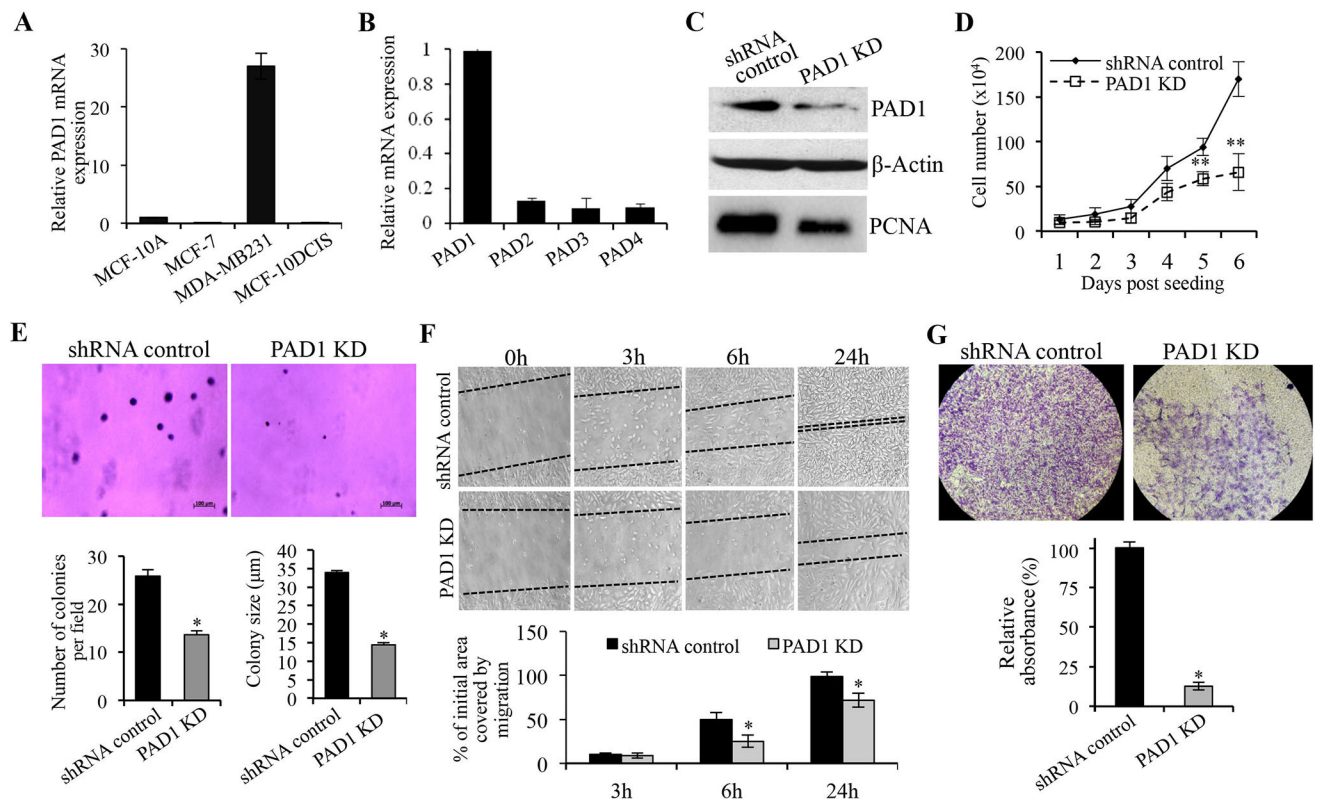 A
Relative PAD1 mRNA
expression
30
20
10
0
MCF-10A
MCF-7
MDA-MB231
MCF-10DCIS
B
Relative mRNA expression
1
0.8
0.6
0.4
0.2
0
PAD1
PAD2
PAD3
PAD4
C
shRNA
control
PAD1 KD
PAD1
β-Actin
PCNA
D
Cell number (x10⁴)
200
150
100
50
0
shRNA control
PAD1 KD
**
**
1 2 3 4 5 6
Days post seeding
E
shRNA control
PAD1 KD
100 μm
100 μm
Number of colonies
per field
30
20
10
0
*
shRNA control
PAD1 KD
Colony size (μm)
40
35
30
25
20
15
10
5
0
*
shRNA control
PAD1 KD
F
0h 3h 6h 24h
shRNA control
PAD1 KD
% of initial area
covered by
migration
150
100
50
0
shRNA control
PAD1 KD
*
*
3h 6h 24h
G
shRNA control
PAD1 KD
Relative
absorbance (%)
100
75
50
25
0
*
shRNA control
PAD1 KD